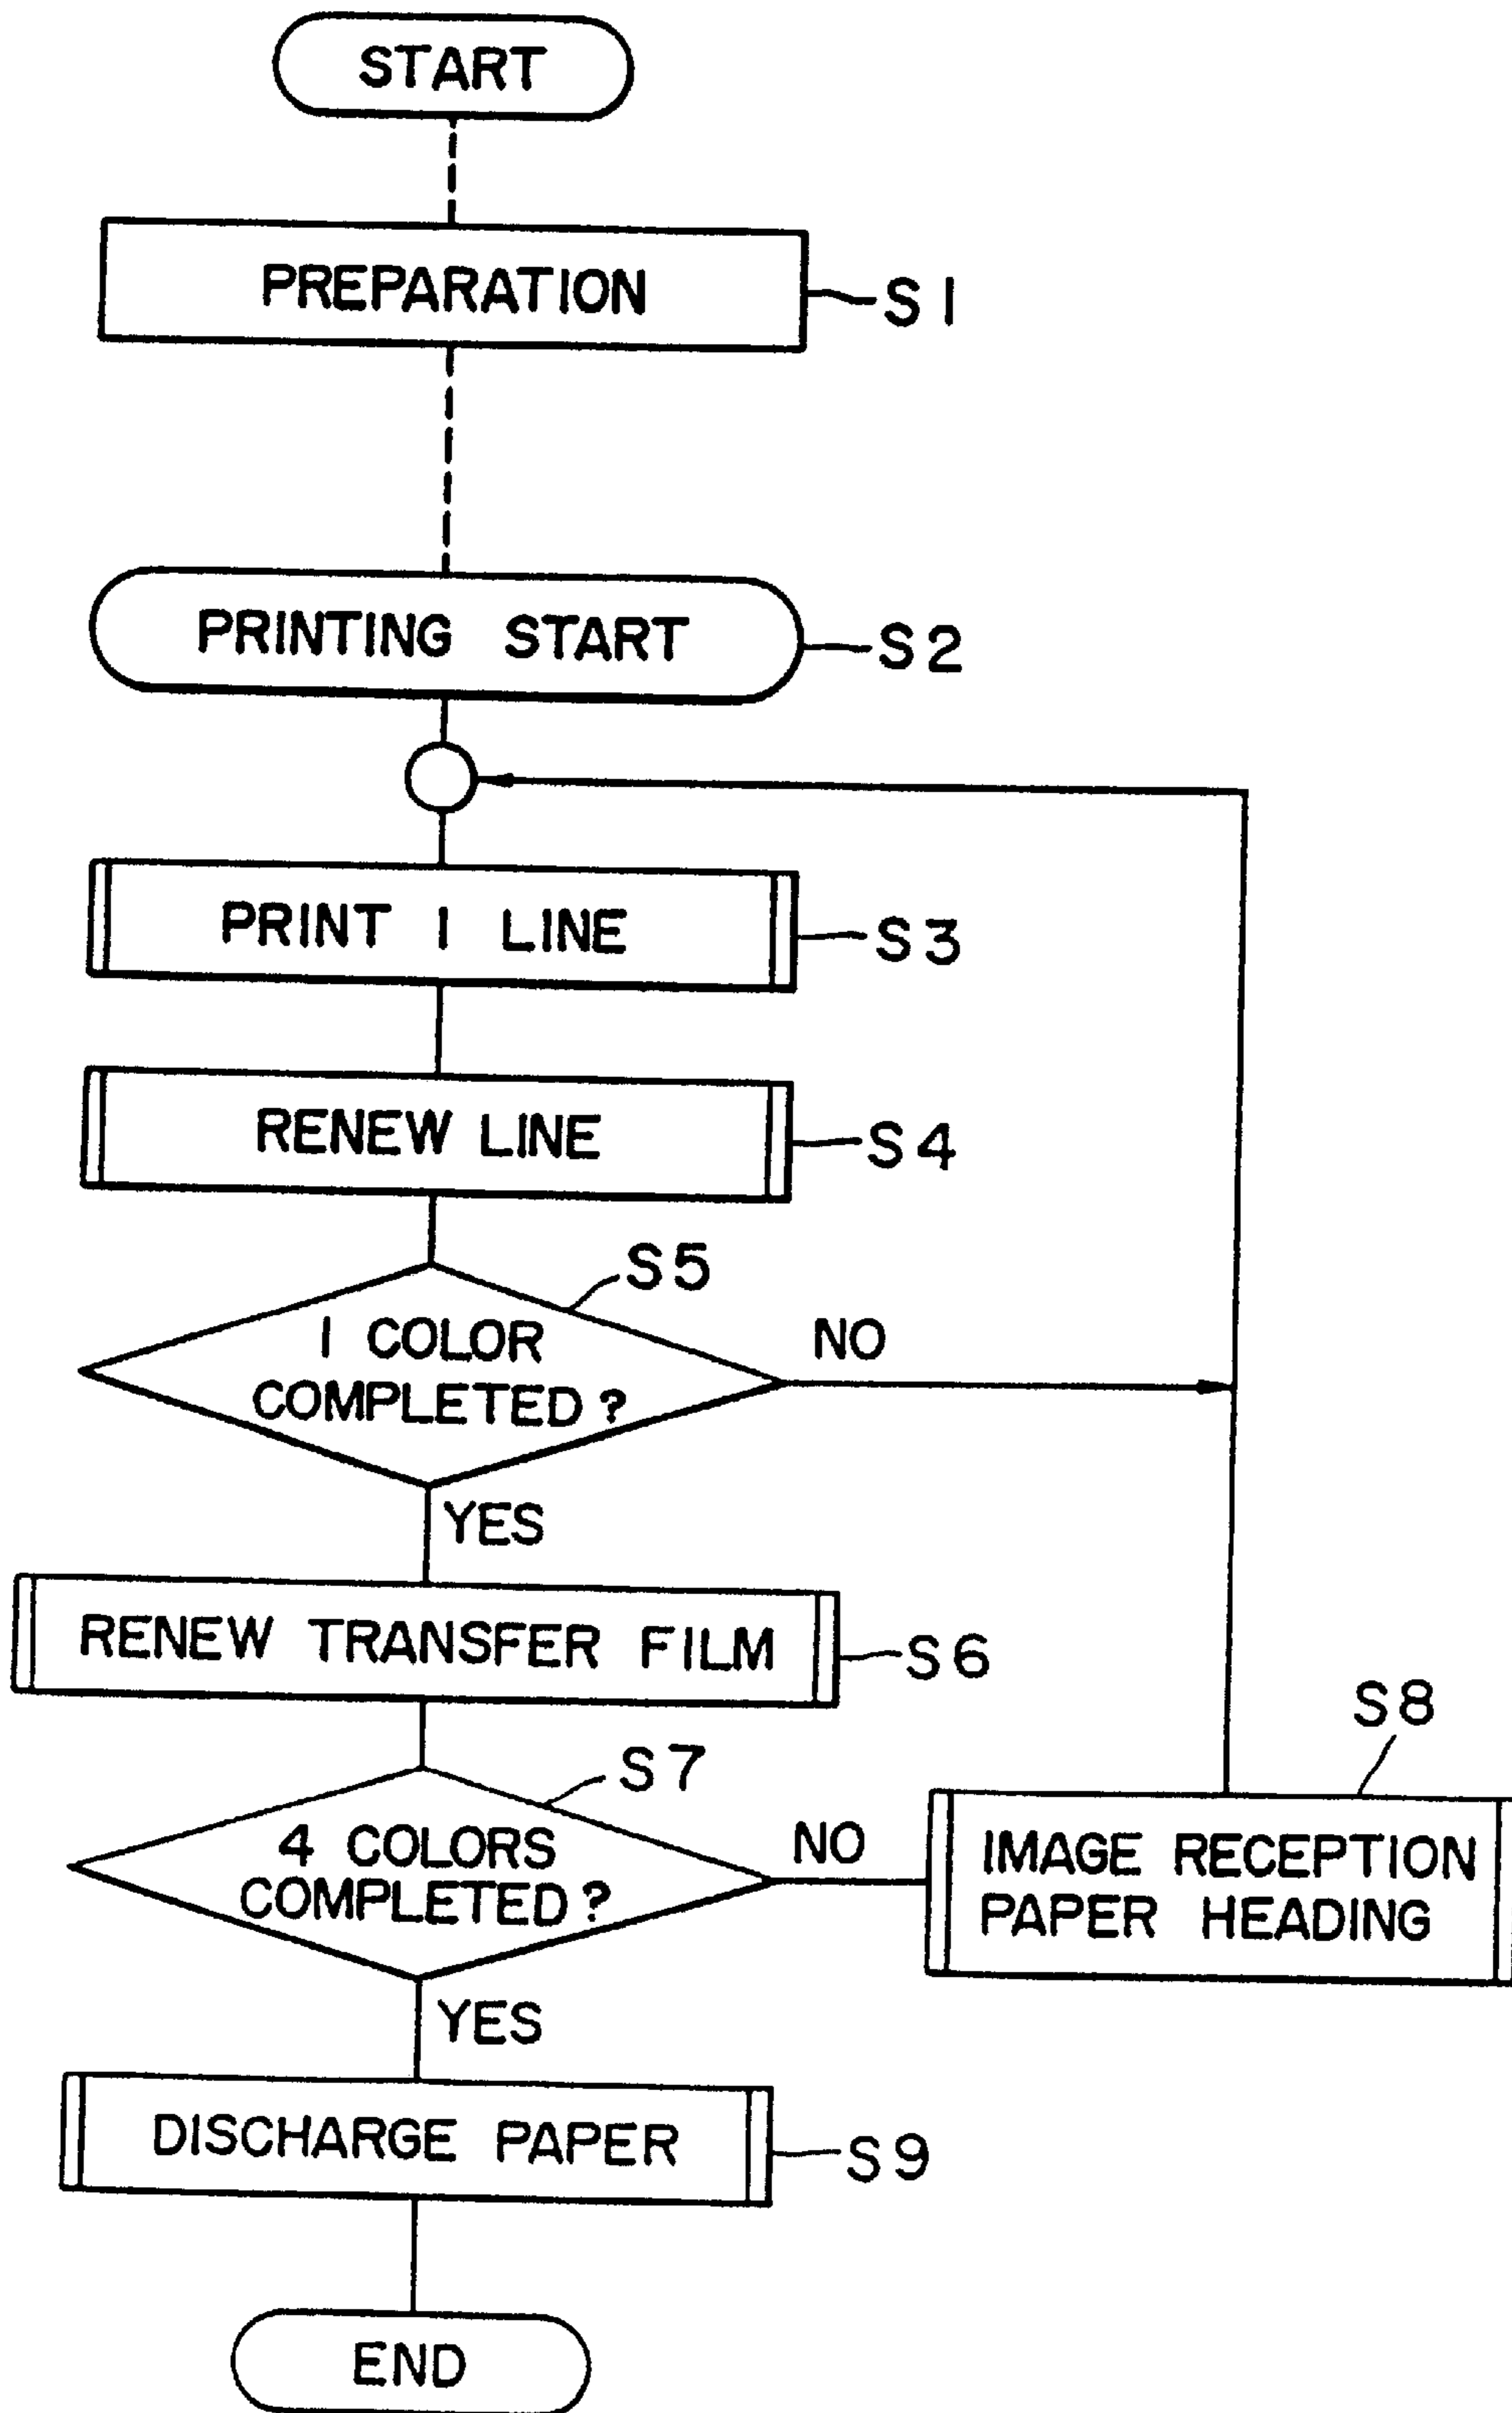 START
PREPARATION
S1
PRINTING START
S2
PRINT 1 LINE
S3
RENEW LINE
S4
S5
1 COLOR
COMPLETED?
NO
YES
RENEW TRANSFER FILM
S6
S7
4 COLORS
COMPLETED?
NO
S8
IMAGE RECEPTION
PAPER HEADING
YES
DISCHARGE PAPER
S9
END